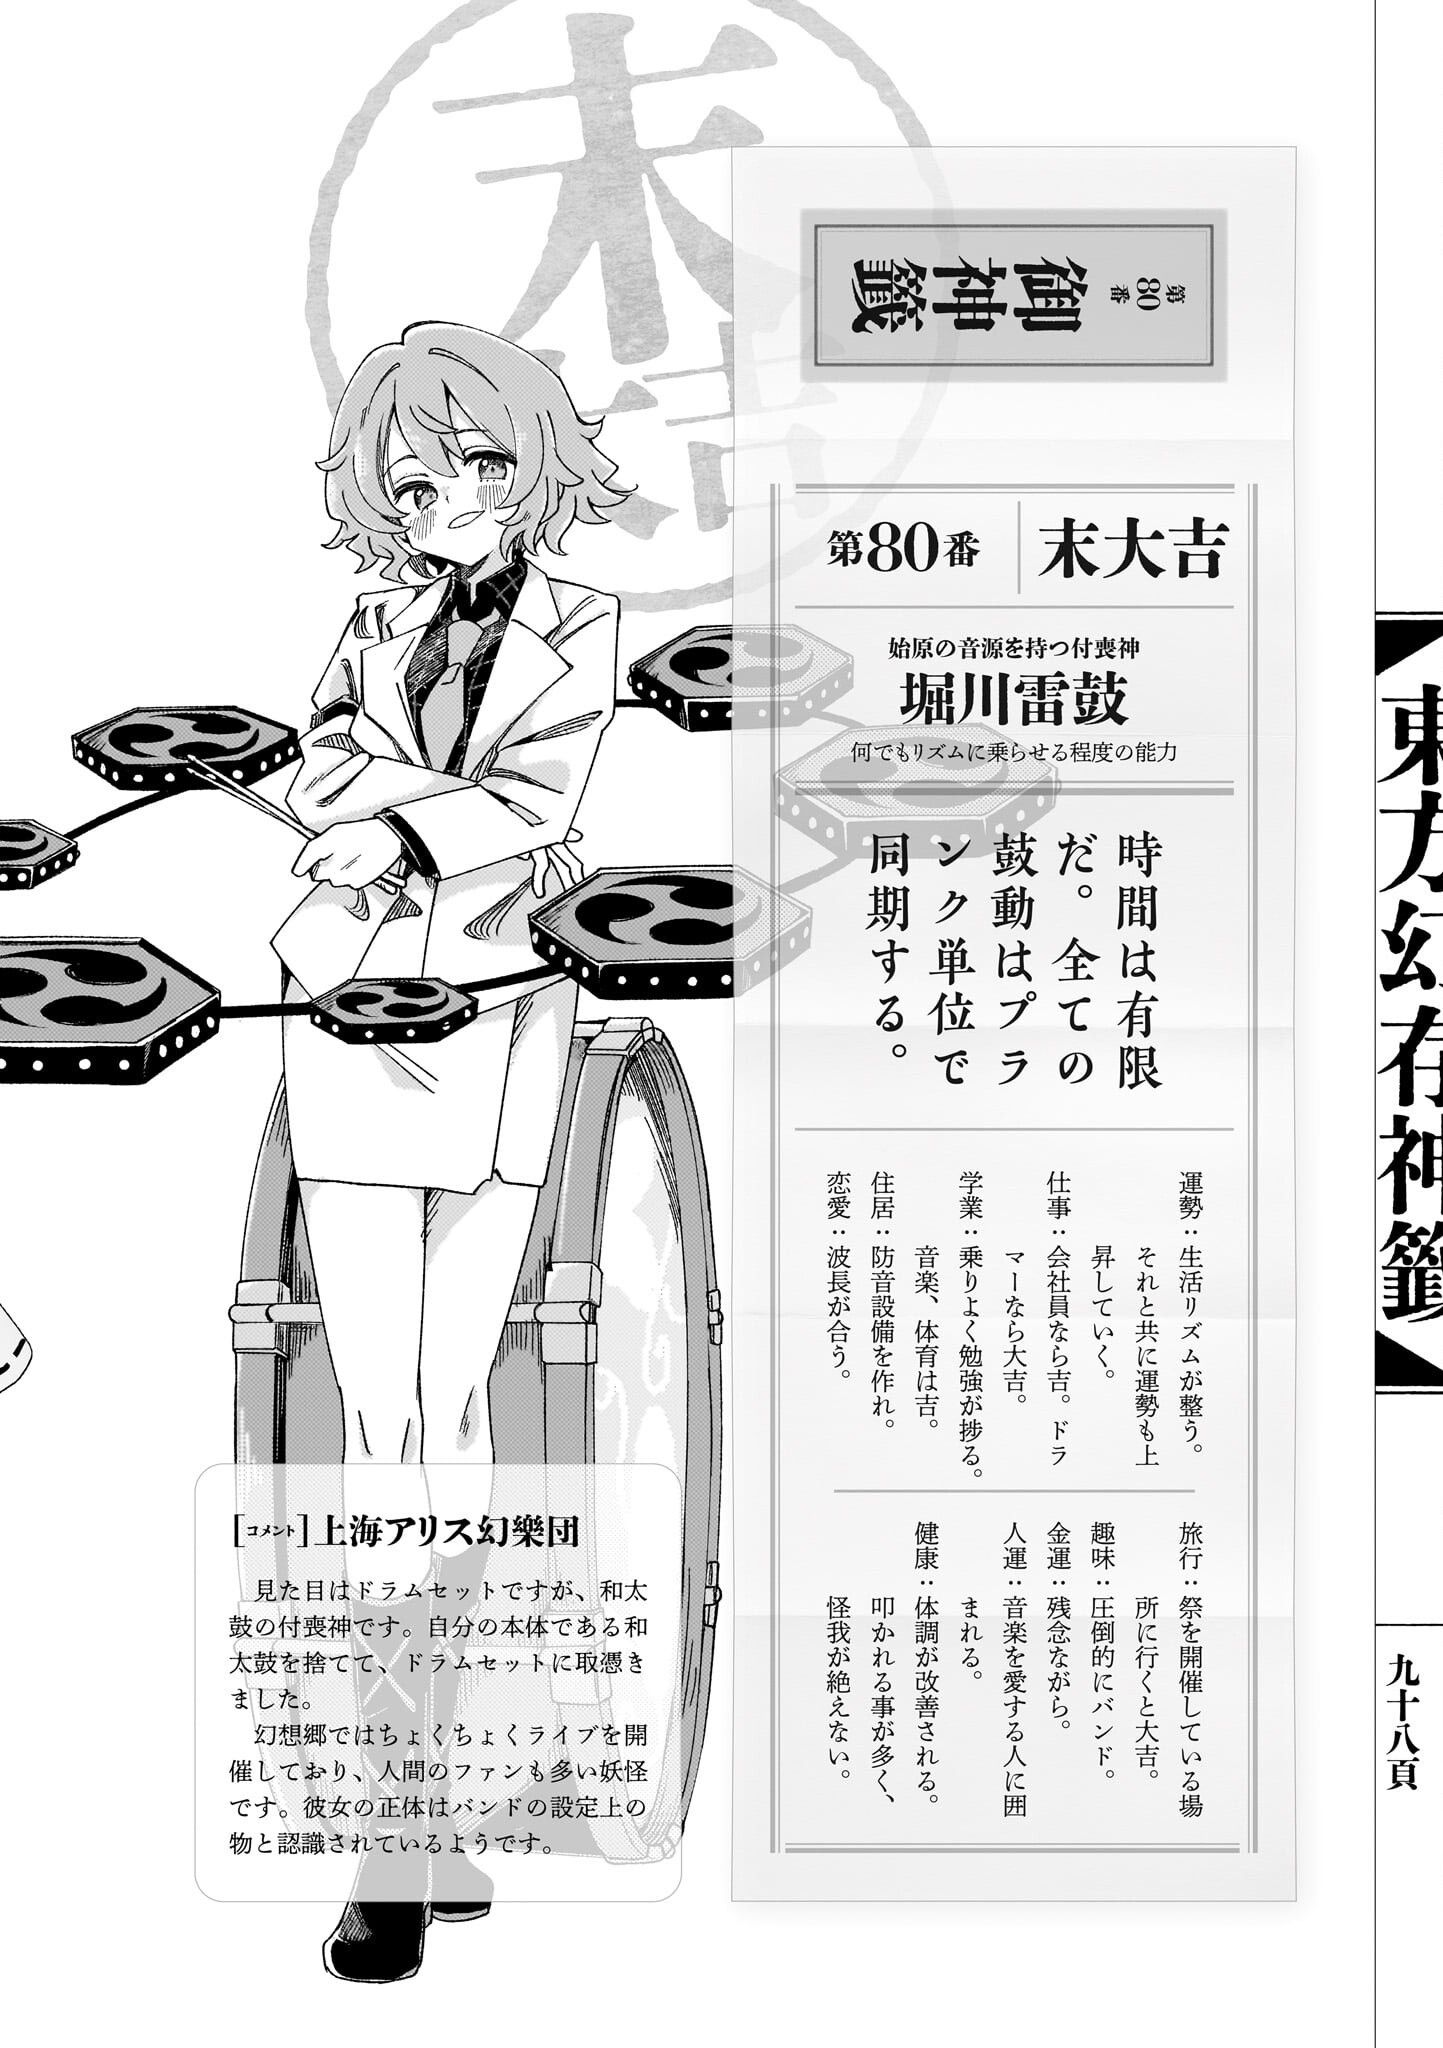 末吉
第80番
御神籤
第80番
末大吉
始原の音源を持つ付喪神
堀川雷鼓
何でもリズムに乗らせる程度の能力
時間は有限
だ。全ての
鼓動はプラ
ンク単位で
同期する。
運勢：生活リズムが整う。
それと共に運勢も上
昇していく。
仕事：会社員なら吉。ドラ
マーなら大吉。
学業：乗りよく勉強が捗る。
音楽、体育は吉。
住居：防音設備を作れ。
恋愛：波長が合う。
旅行：祭を開催している場
所に行くと大吉。
趣味：圧倒的にバンド。
金運：残念ながら。
人運：音楽を愛する人に囲
まれる。
健康：体調が改善される。
叩かれる事が多く、
怪我が絶えない。
［コメント］上海アリス幻樂団
見た目はドラムセットですが、和太
鼓の付喪神です。自分の本体である和
太鼓を捨てて、ドラムセットに取憑き
ました。
幻想郷ではちょくちょくライブを開
催しており、人間のファンも多い妖怪
です。彼女の正体はバンドの設定上の
物と認識されているようです。
東方幻存神籤
九十八頁